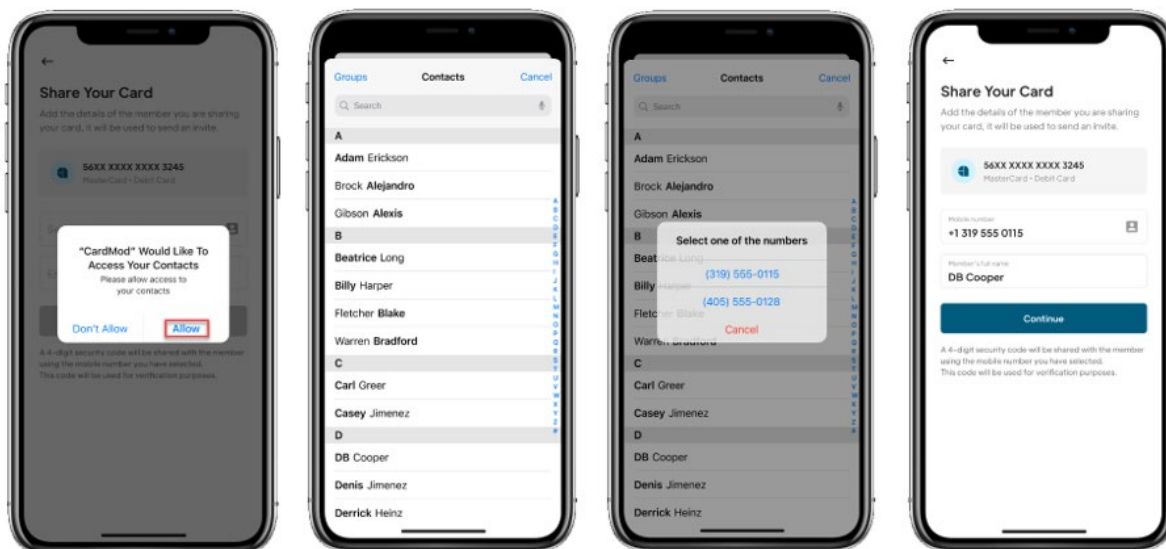 Share Your Card
Add the details of the member you are sharing
your card, it will be used to send an invite.
56XX XXXX XXXX 3245
MasterCard • Debit Card
"CardMod" Would Like To
Access Your Contacts
Please allow access to
your contacts
Don't Allow
Allow
A 4-digit security code will be shared with the member
using the mobile number you have selected.
This code will be used for verification purposes.
Groups
Contacts
Cancel
Search
A
Adam Erickson
Brock Alejandro
Gibson Alexis
B
Beatrice Long
Billy Harper
Fletcher Blake
Warren Bradford
C
Carl Greer
Casey Jimenez
D
DB Cooper
Denis Jimenez
Derrick Heinz
Groups
Contacts
Cancel
Search
A
Adam Erickson
Brock Alejandro
Gibson Alexis
B
Select one of the numbers
Beatrice Long
(319) 555-0115
Billy Harper
(405) 555-0128
Fletcher Blake
Cancel
Warren Bradford
C
Carl Greer
Casey Jimenez
D
DB Cooper
Denis Jimenez
Derrick Heinz
Share Your Card
Add the details of the member you are sharing
your card, it will be used to send an invite.
56XX XXXX XXXX 3245
MasterCard • Debit Card
Mobile number
+1 319 555 0115
Member's full name
DB Cooper
Continue
A 4-digit security code will be shared with the member
using the mobile number you have selected.
This code will be used for verification purposes.